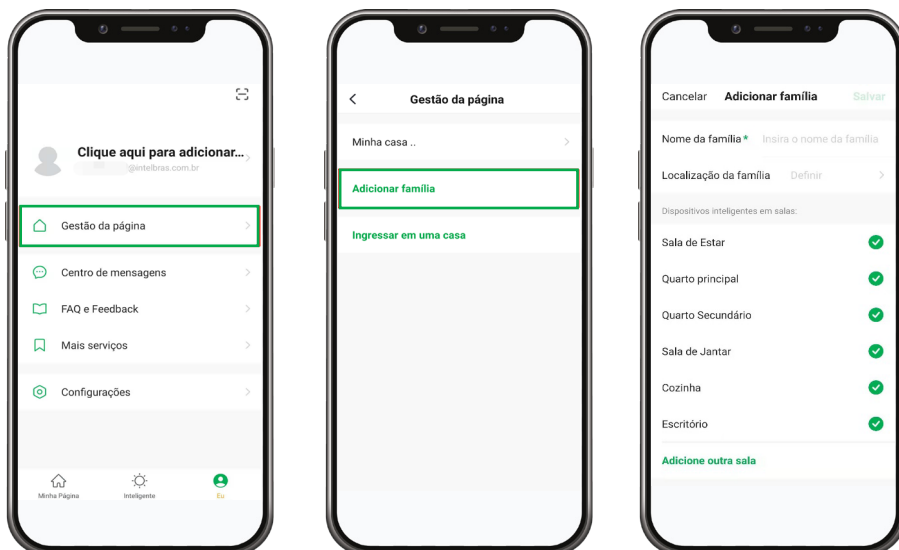 Clique aqui para adicionar...
@intelbras.com.br
Gestão da página
Centro de mensagens
FAQ e Feedback
Mais serviços
Configurações
Minha Página
Inteligente
Eu
Gestão da página
Minha casa ..
Adicionar família
Ingressar em uma casa
Cancelar Adicionar família Salvar
Nome da família* Insira o nome da família
Localização da família Definir
Dispositivos inteligentes em salas:
Sala de Estar
Quarto principal
Quarto Secundário
Sala de Jantar
Cozinha
Escritório
Adicione outra sala